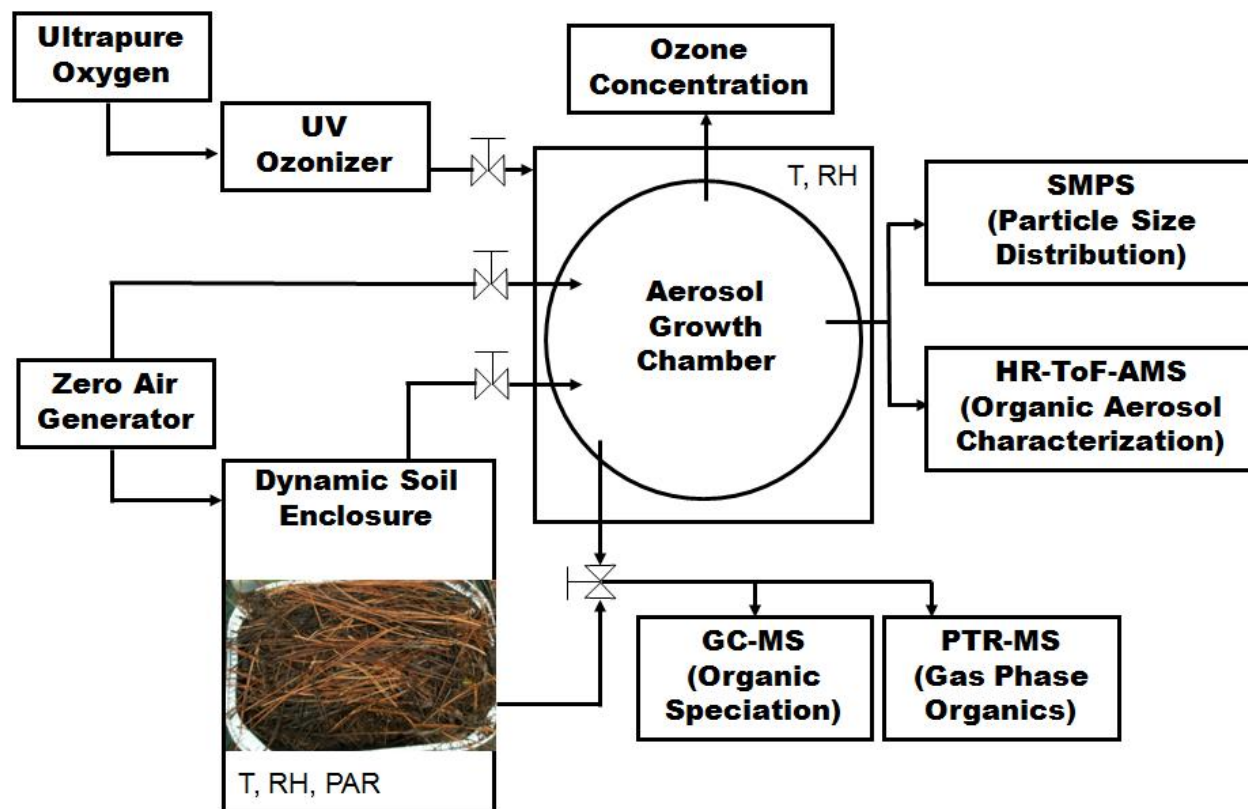 Ultrapure
Oxygen
UV
Ozonizer
Ozone
Concentration
T, RH
SMPS
(Particle Size
Distribution)
Aerosol
Growth
Chamber
Zero Air
Generator
HR-ToF-AMS
(Organic Aerosol
Characterization)
Dynamic Soil
Enclosure
GC-MS
(Organic
Speciation)
PTR-MS
(Gas Phase
Organics)
T, RH, PAR